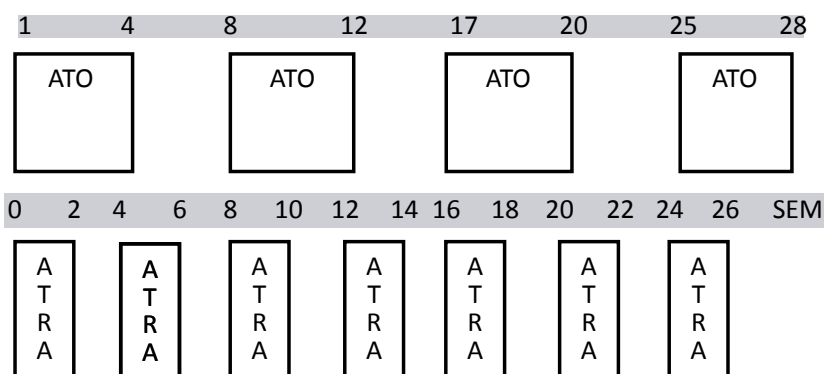 1 4 8 12 17 20 25 28
ATO ATO ATO ATO
0 2 4 6 8 10 12 14 16 18 20 22 24 26 SEM
A A A A A A A
T T T T T T T
R R R R R R R
A A A A A A A